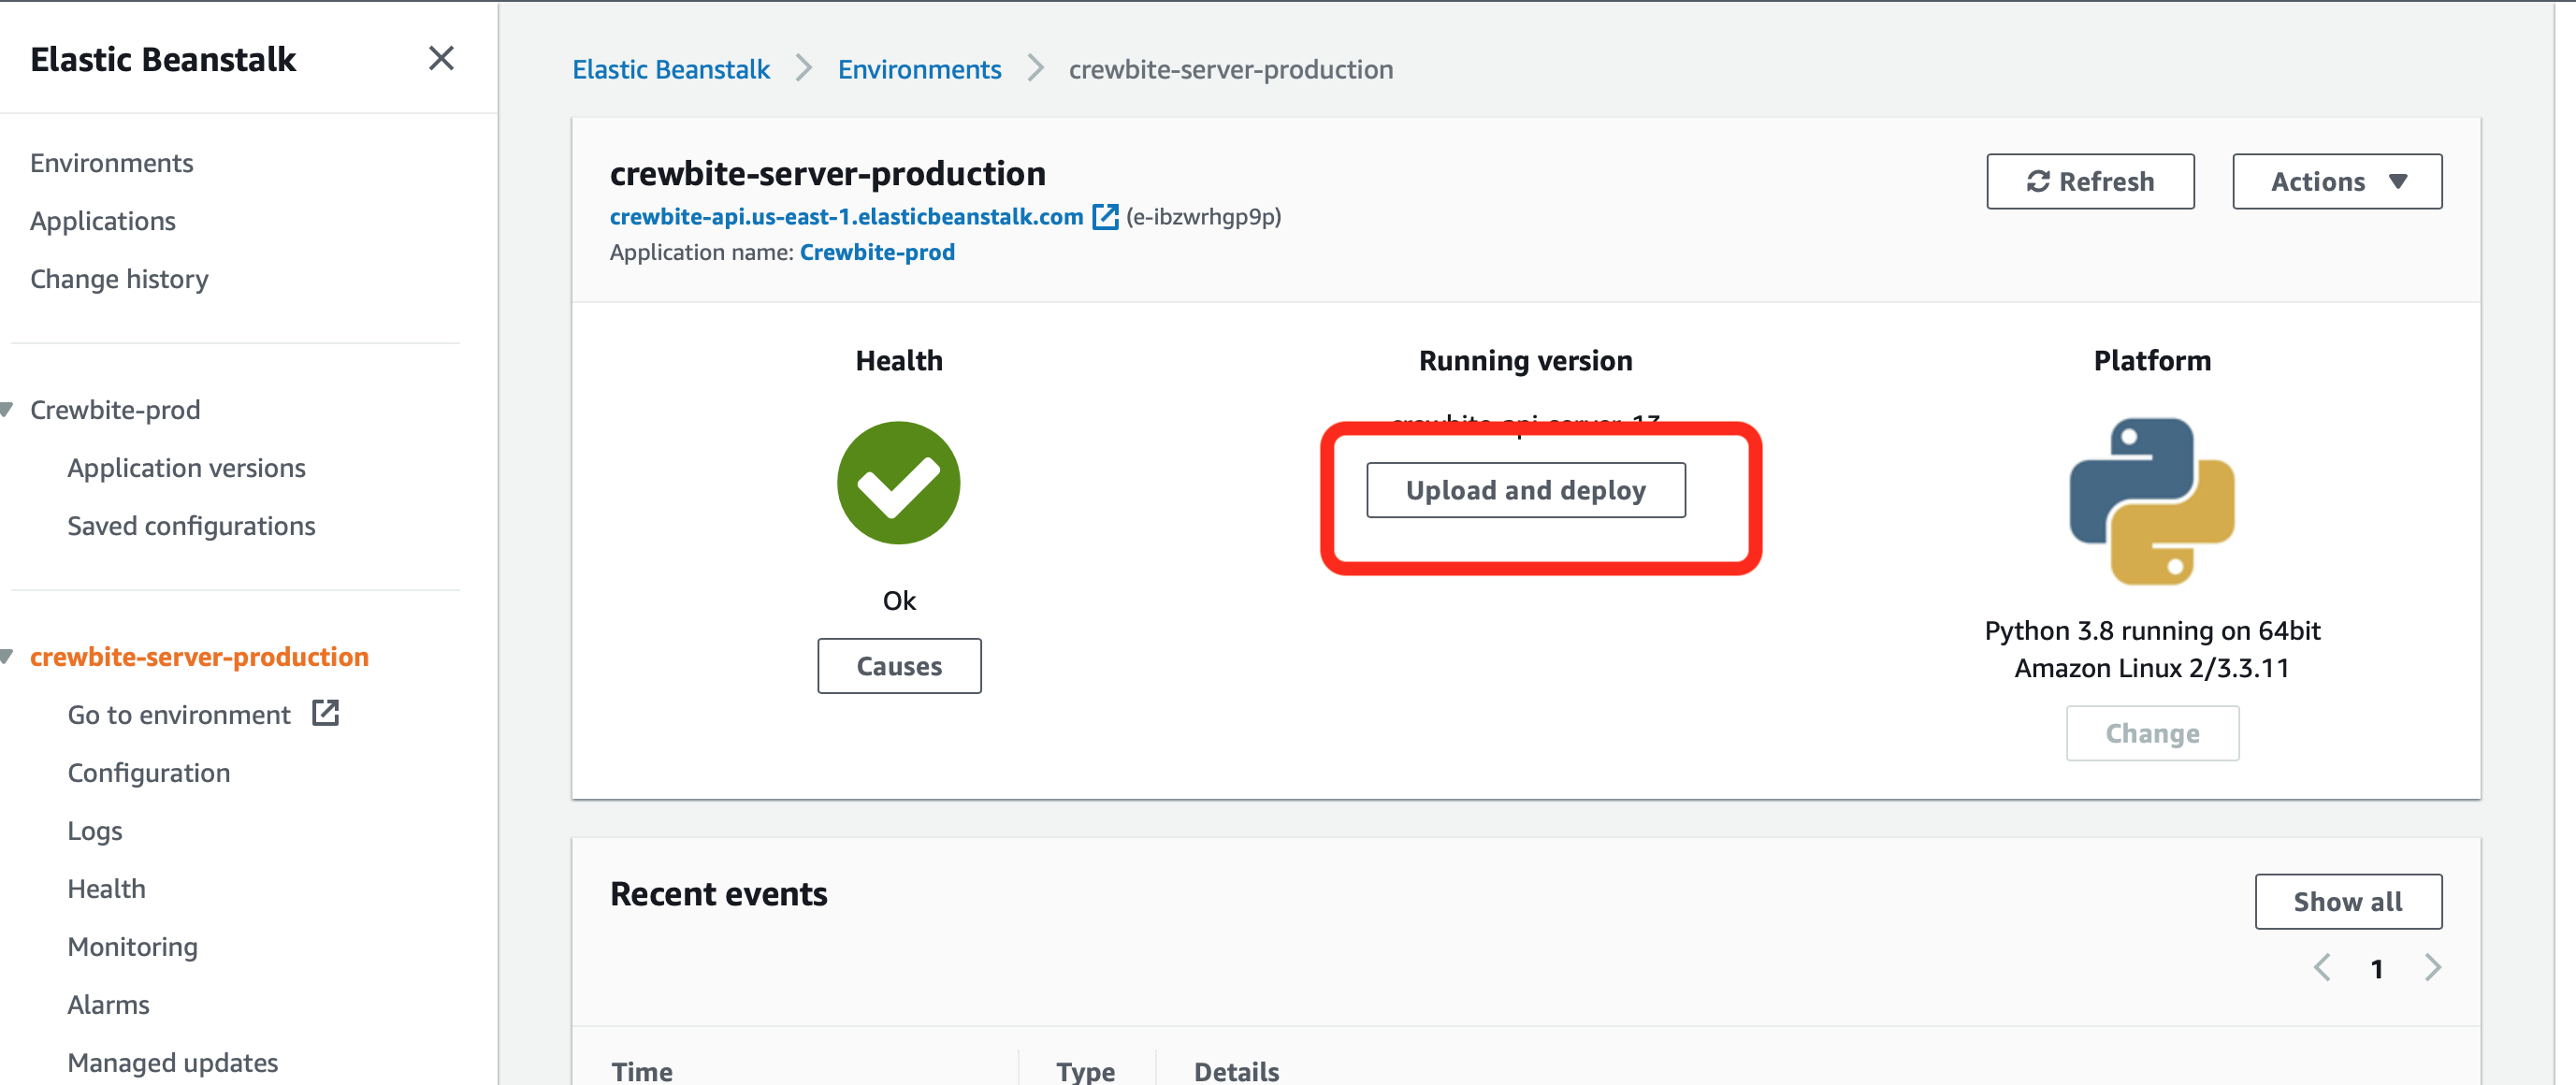 Elastic Beanstalk
Environments
Applications
Change history
Crewbite-prod
Application versions
Saved configurations
crewbite-server-production
Go to environment
Configuration
Logs
Health
Monitoring
Alarms
Managed updates
Elastic Beanstalk > Environments > crewbite-server-production
crewbite-server-production
crewbite-api.us-east-1.elasticbeanstalk.com (e-ibzwrhgp9p)
Application name: Crewbite-prod
Refresh
Actions
Health
Ok
Causes
Running version
crewbite-api-server-13
Upload and deploy
Platform
Python 3.8 running on 64bit
Amazon Linux 2/3.3.11
Change
Recent events
Show all
1
Time Type Details